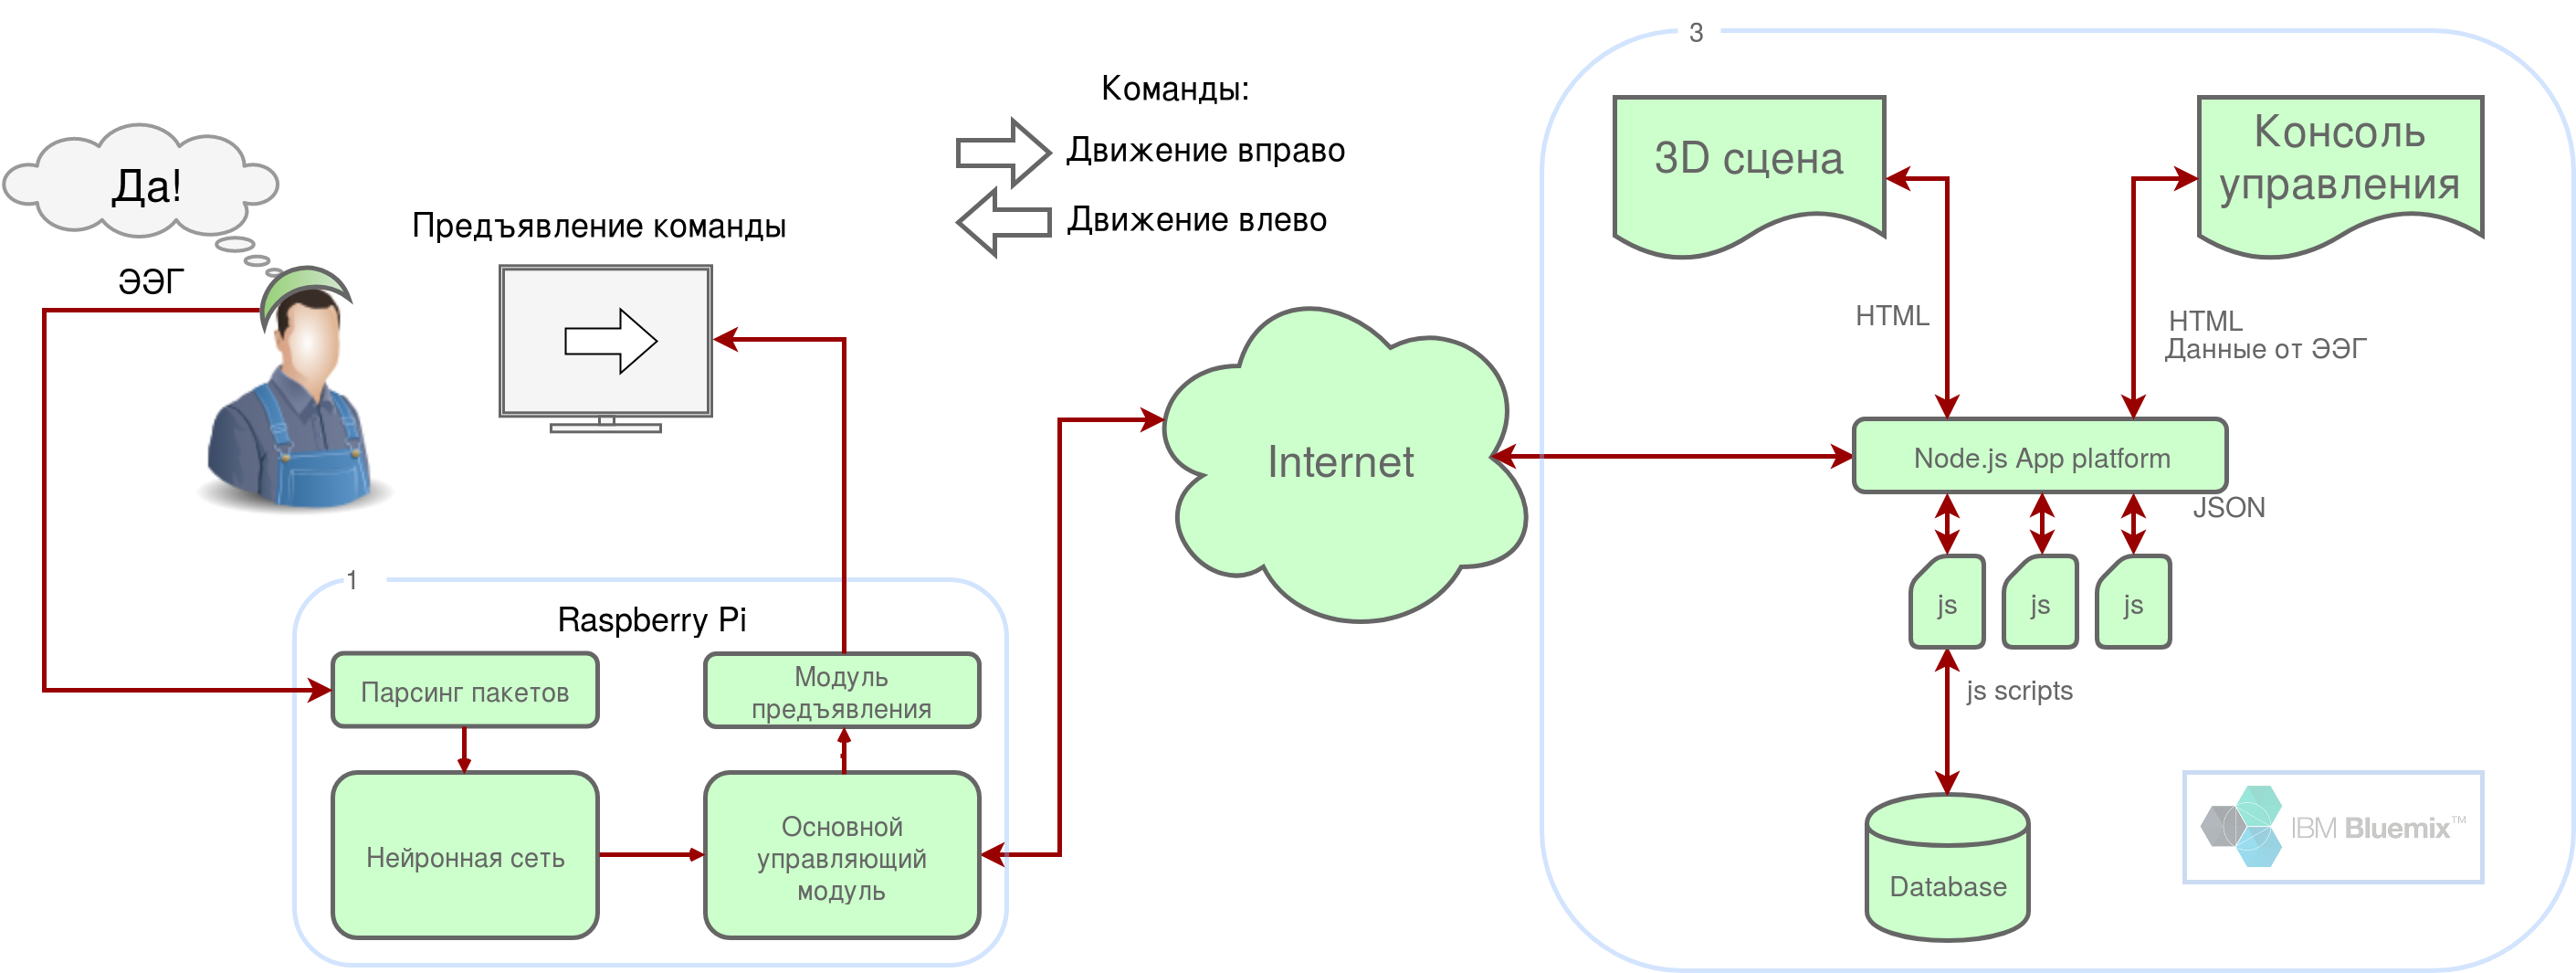 3
Команды:
Движение вправо
Движение влево
Да!
ЭЭГ
Предъявление команды
3D сцена
Консоль
управления
HTML
HTML
Данные от ЭЭГ
Internet
Node.js App platform
JSON
js
js
js
js scripts
Database
IBM Bluemix™
1
Raspberry Pi
Парсинг пакетов
Модуль
предъявления
Нейронная сеть
Основной
управляющий
модуль